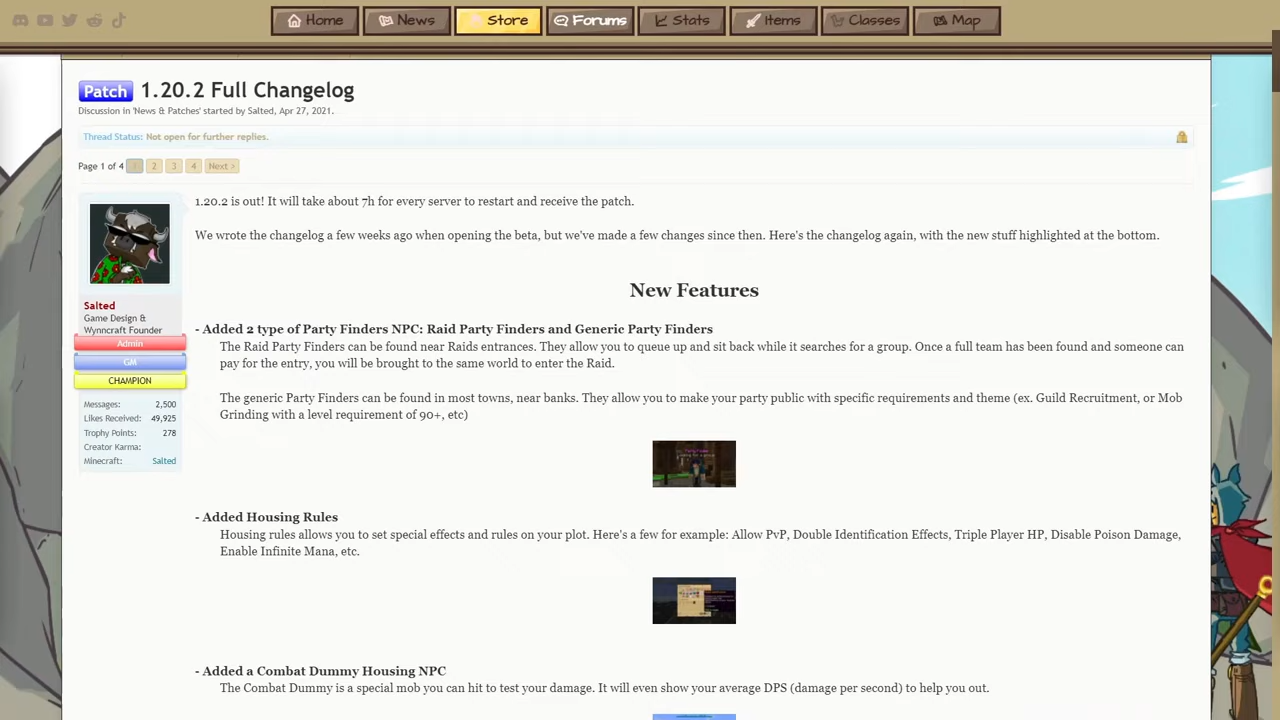 Home
News
Store
Forums
Stats
Items
Classes
Map
Patch 1.20.2 Full Changelog
Discussion in 'News & Patches' started by Salted, Apr 27, 2021.
Thread Status: Not open for further replies.
Page 1 of 4 1 2 3 4 Next >
1.20.2 is out! It will take about 7h for every server to restart and receive the patch.
We wrote the changelog a few weeks ago when opening the beta, but we've made a few changes since then. Here's the changelog again, with the new stuff highlighted at the bottom.
Salted
Game Design &
Wynncraft Founder
Admin
GM
CHAMPION
Messages: 2,500
Likes Received: 49,925
Trophy Points: 278
Creator Karma:
Minecraft: Salted
New Features
- Added 2 type of Party Finders NPC: Raid Party Finders and Generic Party Finders
The Raid Party Finders can be found near Raids entrances. They allow you to queue up and sit back while it searches for a group. Once a full team has been found and someone can
pay for the entry, you will be brought to the same world to enter the Raid.
The generic Party Finders can be found in most towns, near banks. They allow you to make your party public with specific requirements and theme (ex. Guild Recruitment, or Mob
Grinding with a level requirement of 90+, etc)
- Added Housing Rules
Housing rules allows you to set special effects and rules on your plot. Here's a few for example: Allow PvP, Double Identification Effects, Triple Player HP, Disable Poison Damage,
Enable Infinite Mana, etc.
- Added a Combat Dummy Housing NPC
The Combat Dummy is a special mob you can hit to test your damage. It will even show your average DPS (damage per second) to help you out.